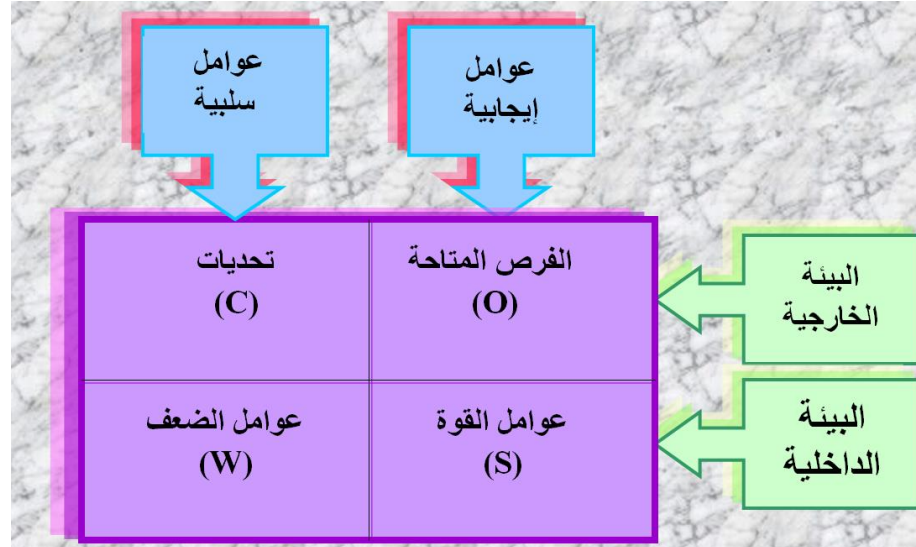 عوامل
إيجابية
عوامل
سلبية
البيئة
الخارجية
الفرص المتاحة
(O)
تحديات
(C)
البيئة
الداخلية
عوامل القوة
(S)
عوامل الضعف
(W)